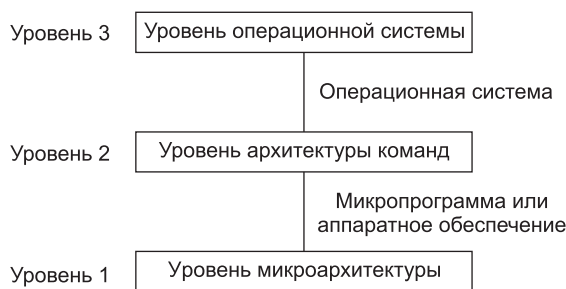 Уровень 3 Уровень операционной системы
Операционная система
Уровень 2 Уровень архитектуры команд
Микропрограмма или
аппаратное обеспечение
Уровень 1 Уровень микроархитектуры